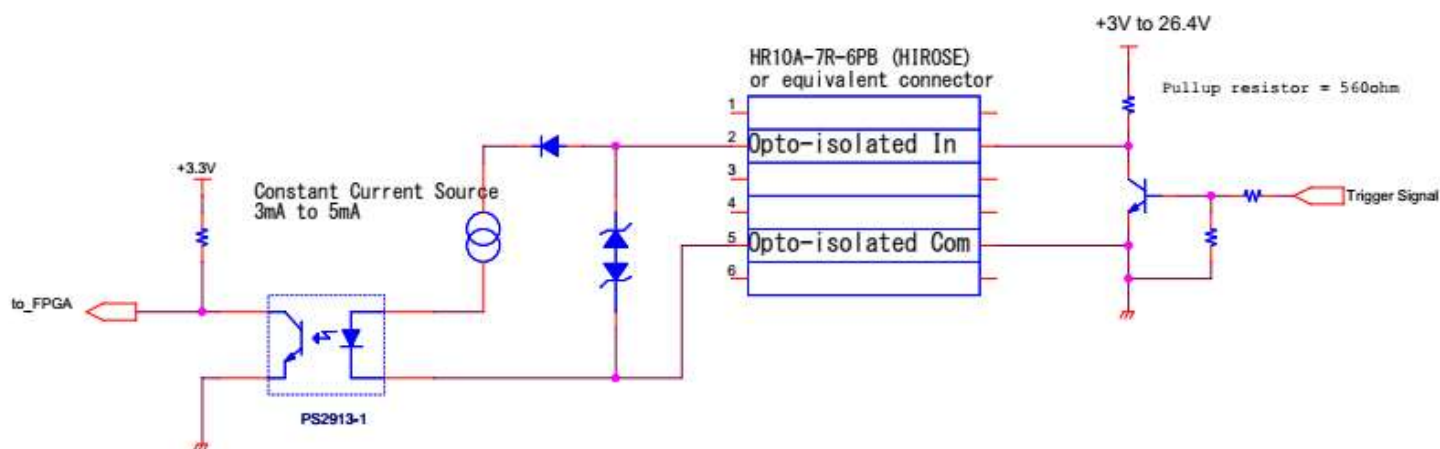 +3V to 26.4V
HR10A-7R-6PB (HIROSE)
or equivalent connector
Pullup resistor = 560ohm
1
2
Opto-isolated In
3
4
5
Opto-isolated Com
6
+3.3V
Constant Current Source
3mA to 5mA
Trigger Signal
to_FPGA
PS2913-1